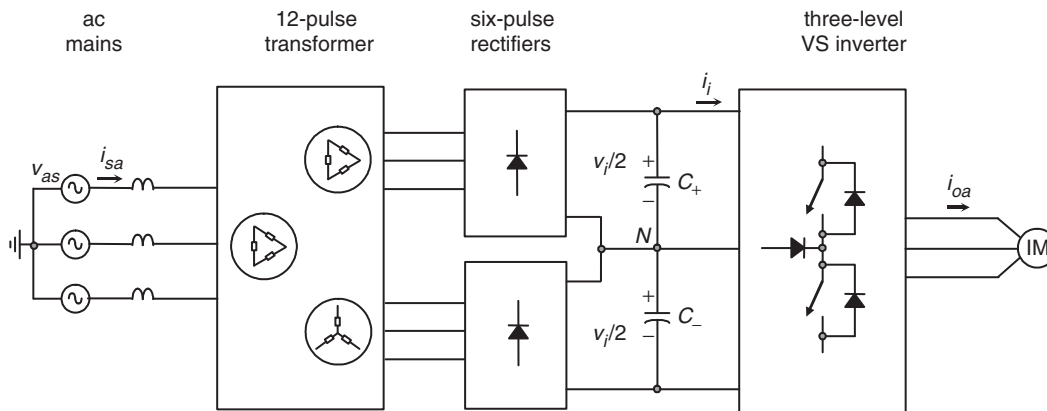 ac
mains
12-pulse
transformer
six-pulse
rectifiers
three-level
VS inverter
i_i
v_as
i_sa
v_i/2
+
−
C_+
N
v_i/2
+
−
C_−
i_oa
IM